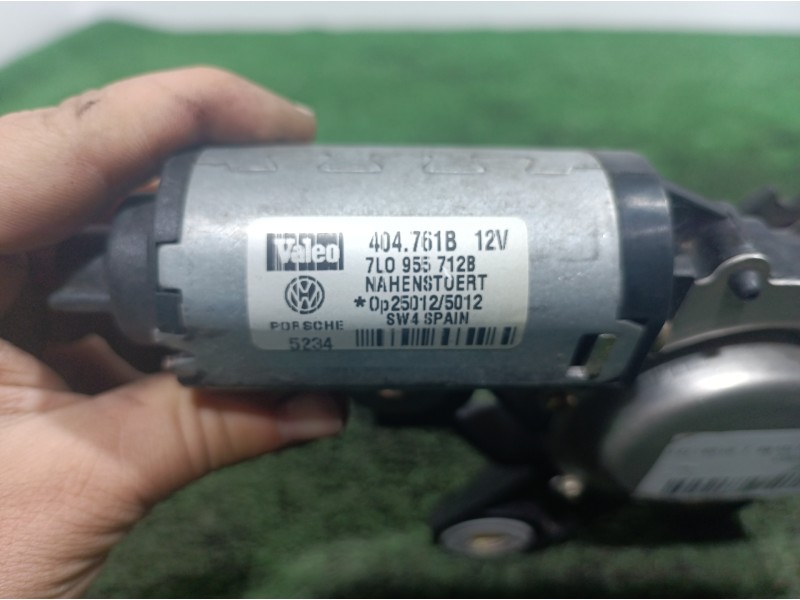 Valeo 404.761B 12V
7L0 955 712B
NAHENSTUERT
*Op25012/5012
SW4 SPAIN
PORSCHE
5234